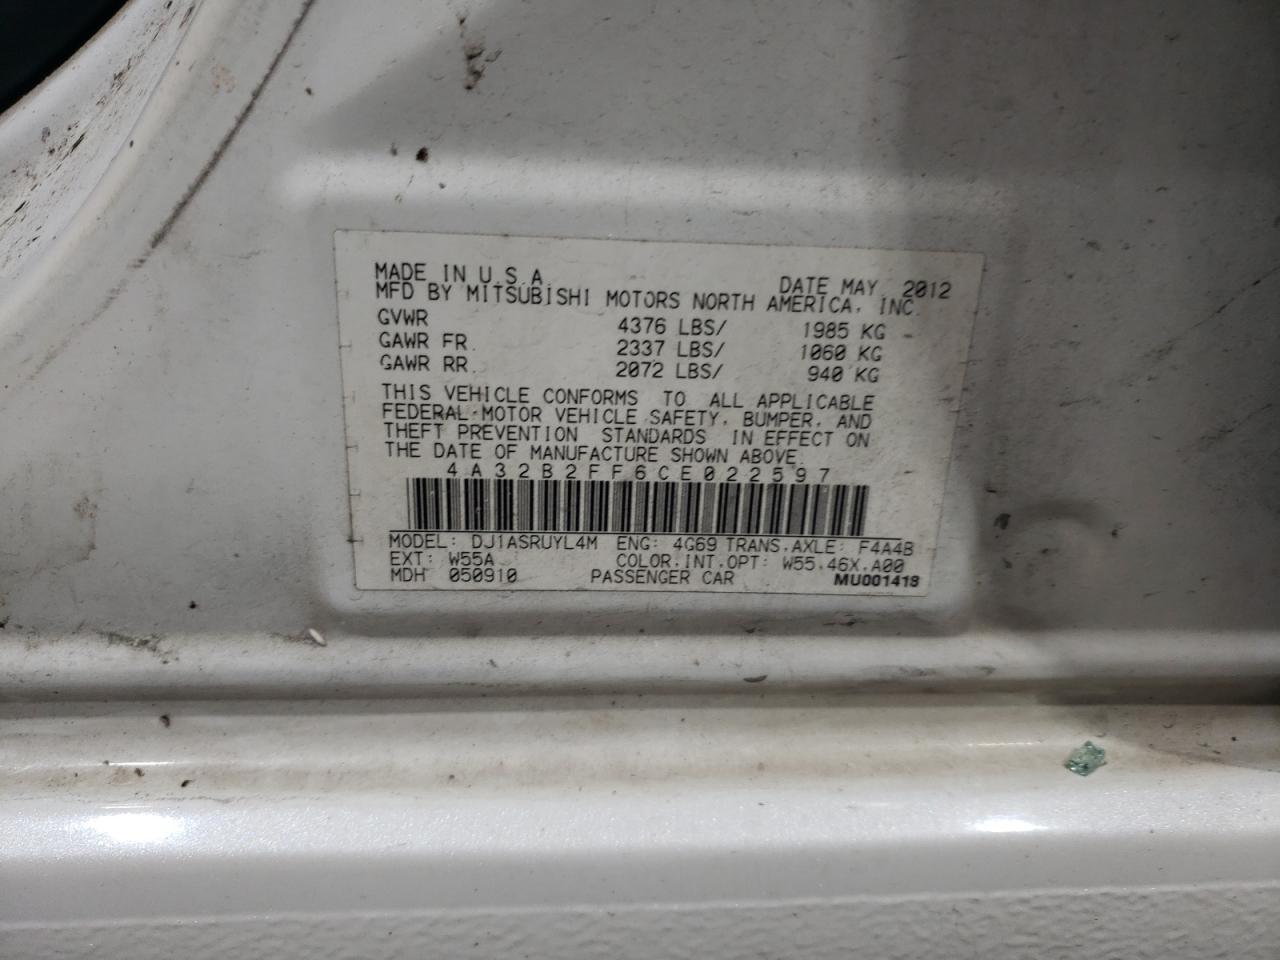 MADE IN U.S.A. DATE MAY, 2012
MFD BY MITSUBISHI MOTORS NORTH AMERICA, INC.
GVWR 4376 LBS/ 1985 KG
GAWR FR. 2337 LBS/ 1060 KG
GAWR RR. 2072 LBS/ 940 KG
THIS VEHICLE CONFORMS TO ALL APPLICABLE
FEDERAL MOTOR VEHICLE SAFETY, BUMPER, AND
THEFT PREVENTION STANDARDS IN EFFECT ON
THE DATE OF MANUFACTURE SHOWN ABOVE.
4A32B2FF6CE022597
MODEL: DJ1ASRUYL4M ENG: 4G69 TRANS.AXLE: F4A4B
EXT: W55A COLOR.INT.OPT: W55.46X.A00
MDH 050910 PASSENGER CAR MU001418